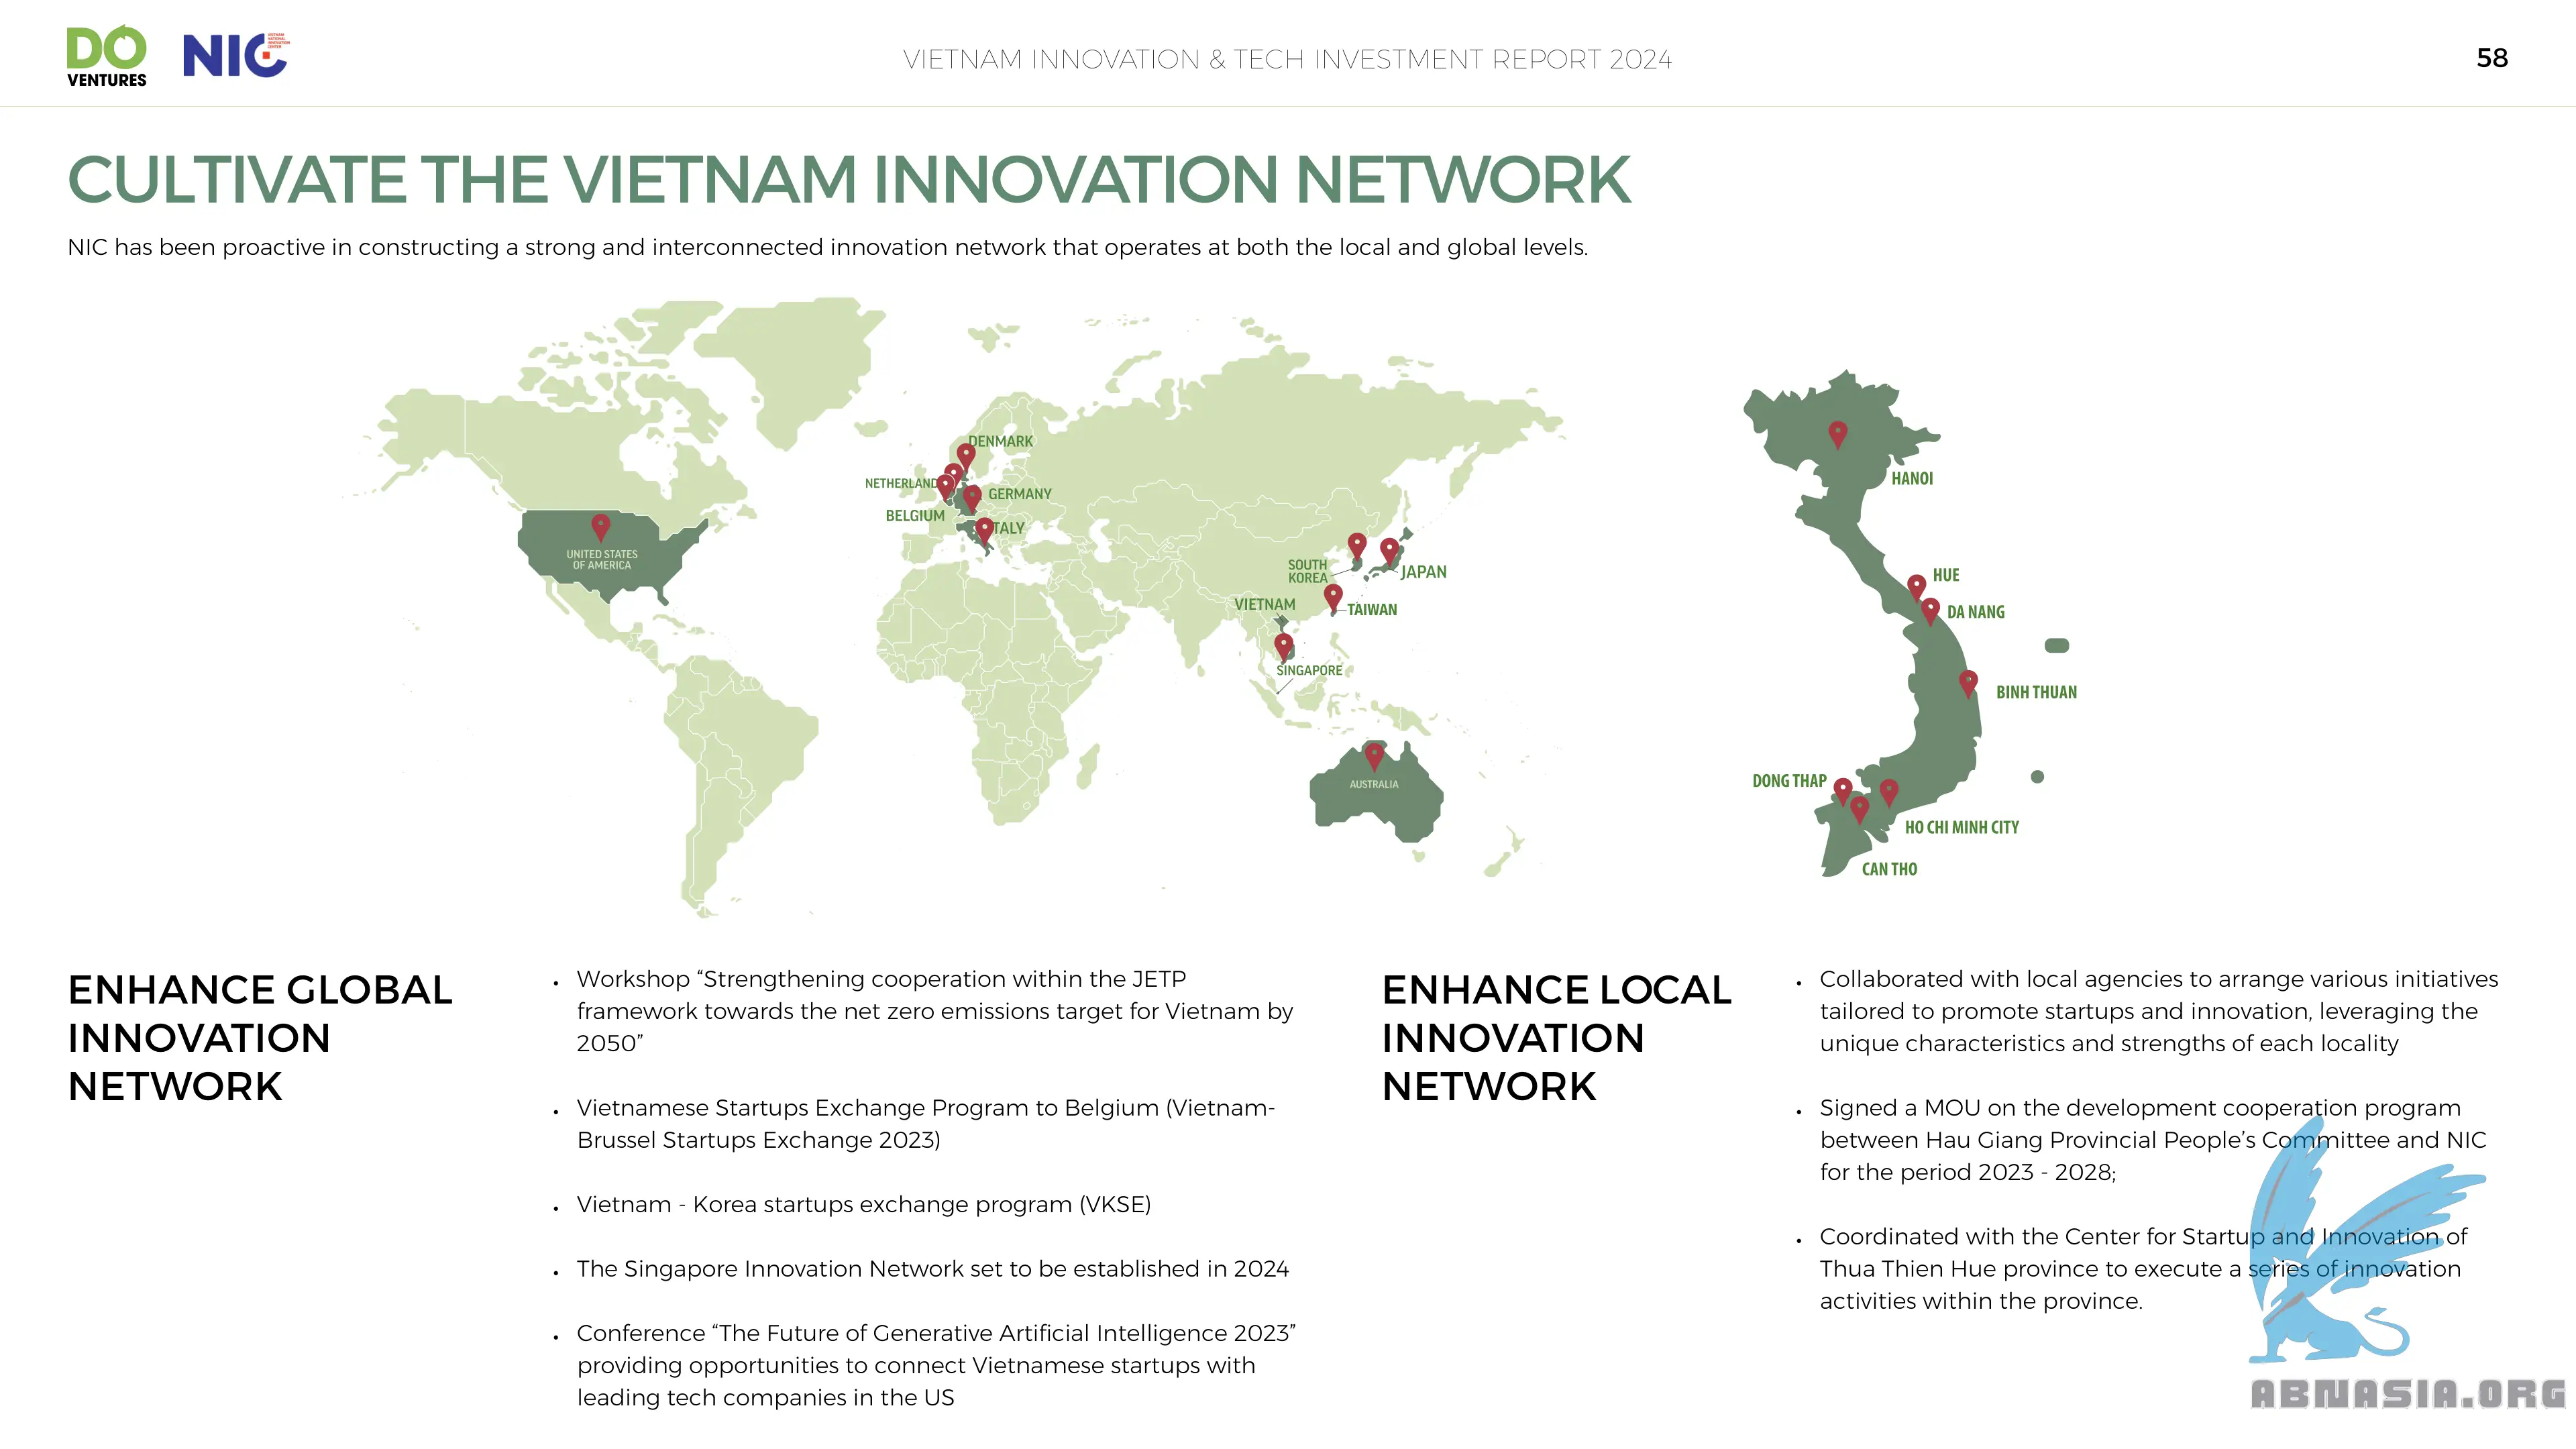 DO
VENTURES
NIC
VIETNAM
NATIONAL
INNOVATION
CENTER
VIETNAM INNOVATION & TECH INVESTMENT REPORT 2024
58
CULTIVATE THE VIETNAM INNOVATION NETWORK
NIC has been proactive in constructing a strong and interconnected innovation network that operates at both the local and global levels.
DENMARK
NETHERLAND
GERMANY
BELGIUM
ITALY
UNITED STATES
OF AMERICA
SOUTH
KOREA
JAPAN
VIETNAM
TAIWAN
SINGAPORE
AUSTRALIA
HANOI
HUE
DA NANG
BINH THUAN
DONG THAP
HO CHI MINH CITY
CAN THO
ENHANCE GLOBAL
INNOVATION
NETWORK
• Workshop “Strengthening cooperation within the JETP
framework towards the net zero emissions target for Vietnam by
2050”
• Vietnamese Startups Exchange Program to Belgium (Vietnam-
Brussel Startups Exchange 2023)
• Vietnam - Korea startups exchange program (VKSE)
• The Singapore Innovation Network set to be established in 2024
• Conference “The Future of Generative Artificial Intelligence 2023”
providing opportunities to connect Vietnamese startups with
leading tech companies in the US
ENHANCE LOCAL
INNOVATION
NETWORK
• Collaborated with local agencies to arrange various initiatives
tailored to promote startups and innovation, leveraging the
unique characteristics and strengths of each locality
• Signed a MOU on the development cooperation program
between Hau Giang Provincial People’s Committee and NIC
for the period 2023 - 2028;
• Coordinated with the Center for Startup and Innovation of
Thua Thien Hue province to execute a series of innovation
activities within the province.
ABNASIA.ORG